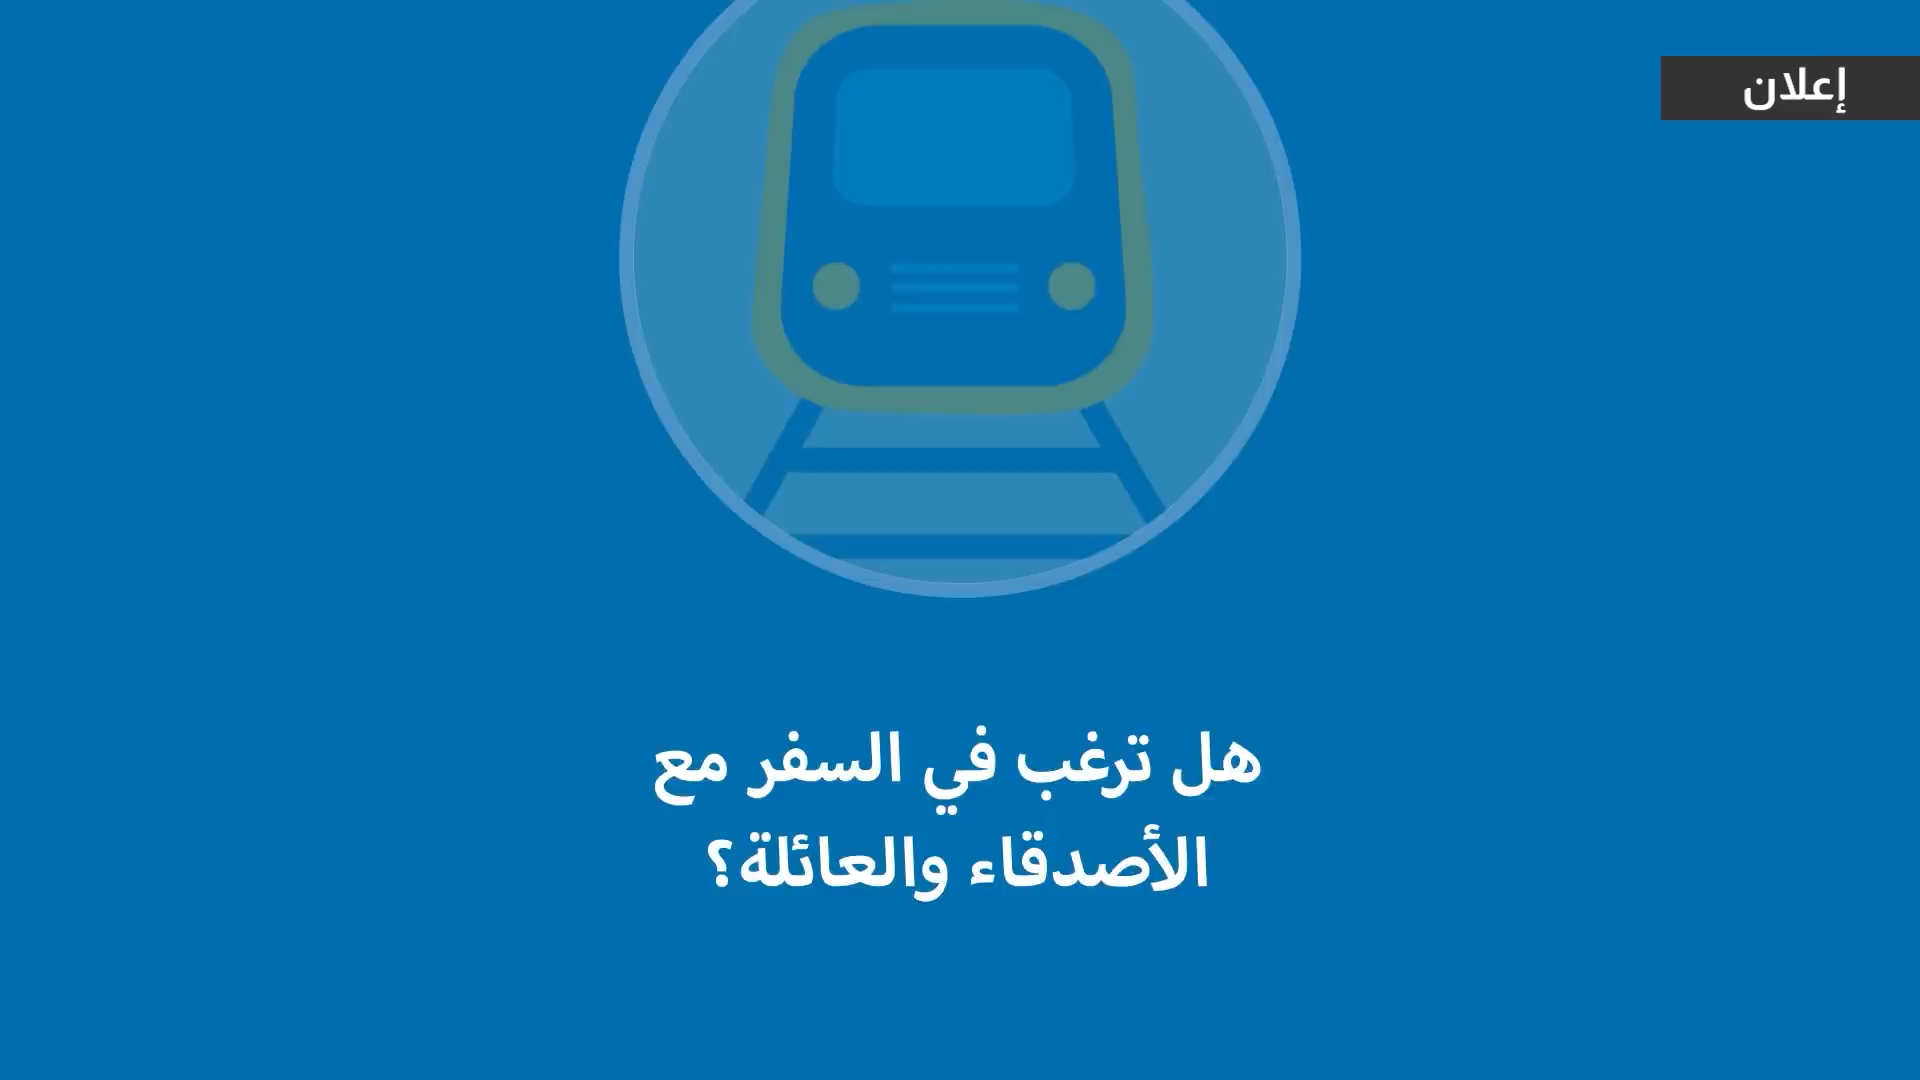 إعلان
هل ترغب في السفر مع
الأصدقاء والعائلة؟